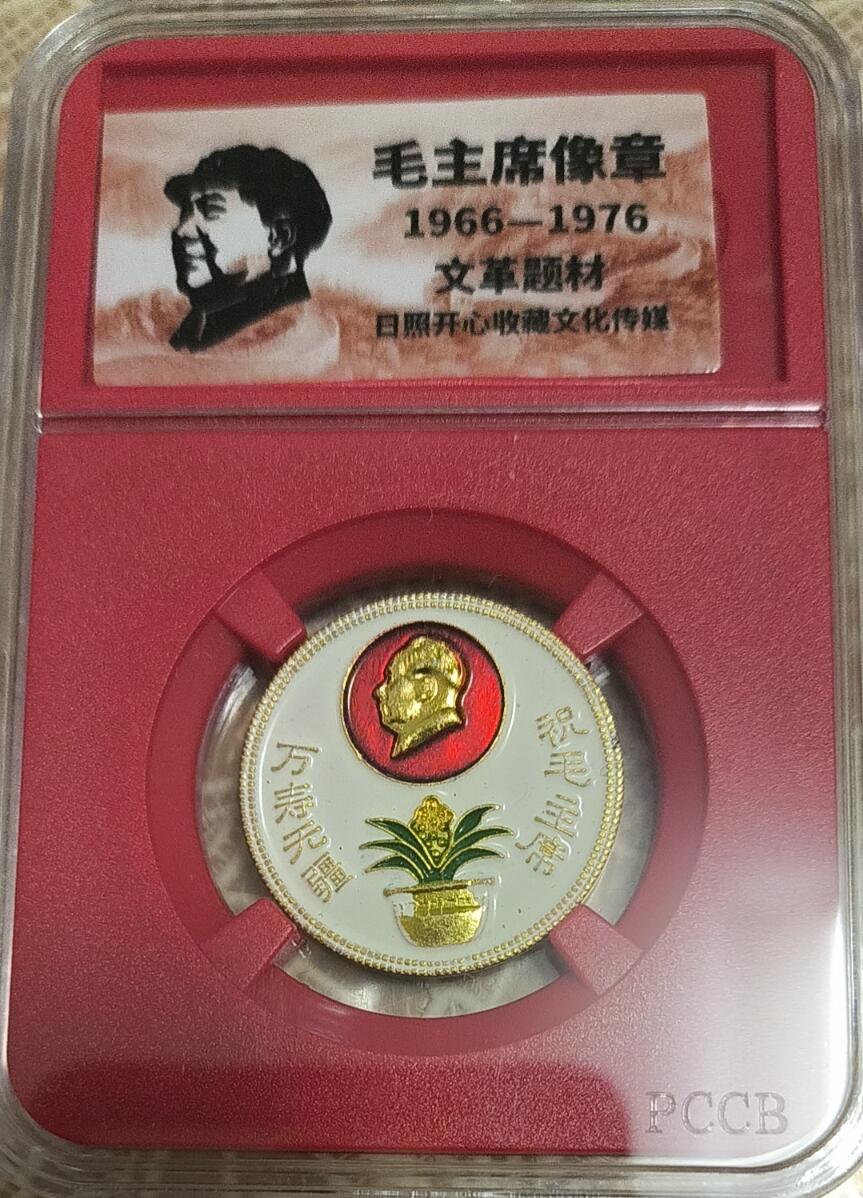 毛主席像章
1966—1976
文革题材
日照开心收藏文化传媒
祝毛主席
万寿无疆
PCCB